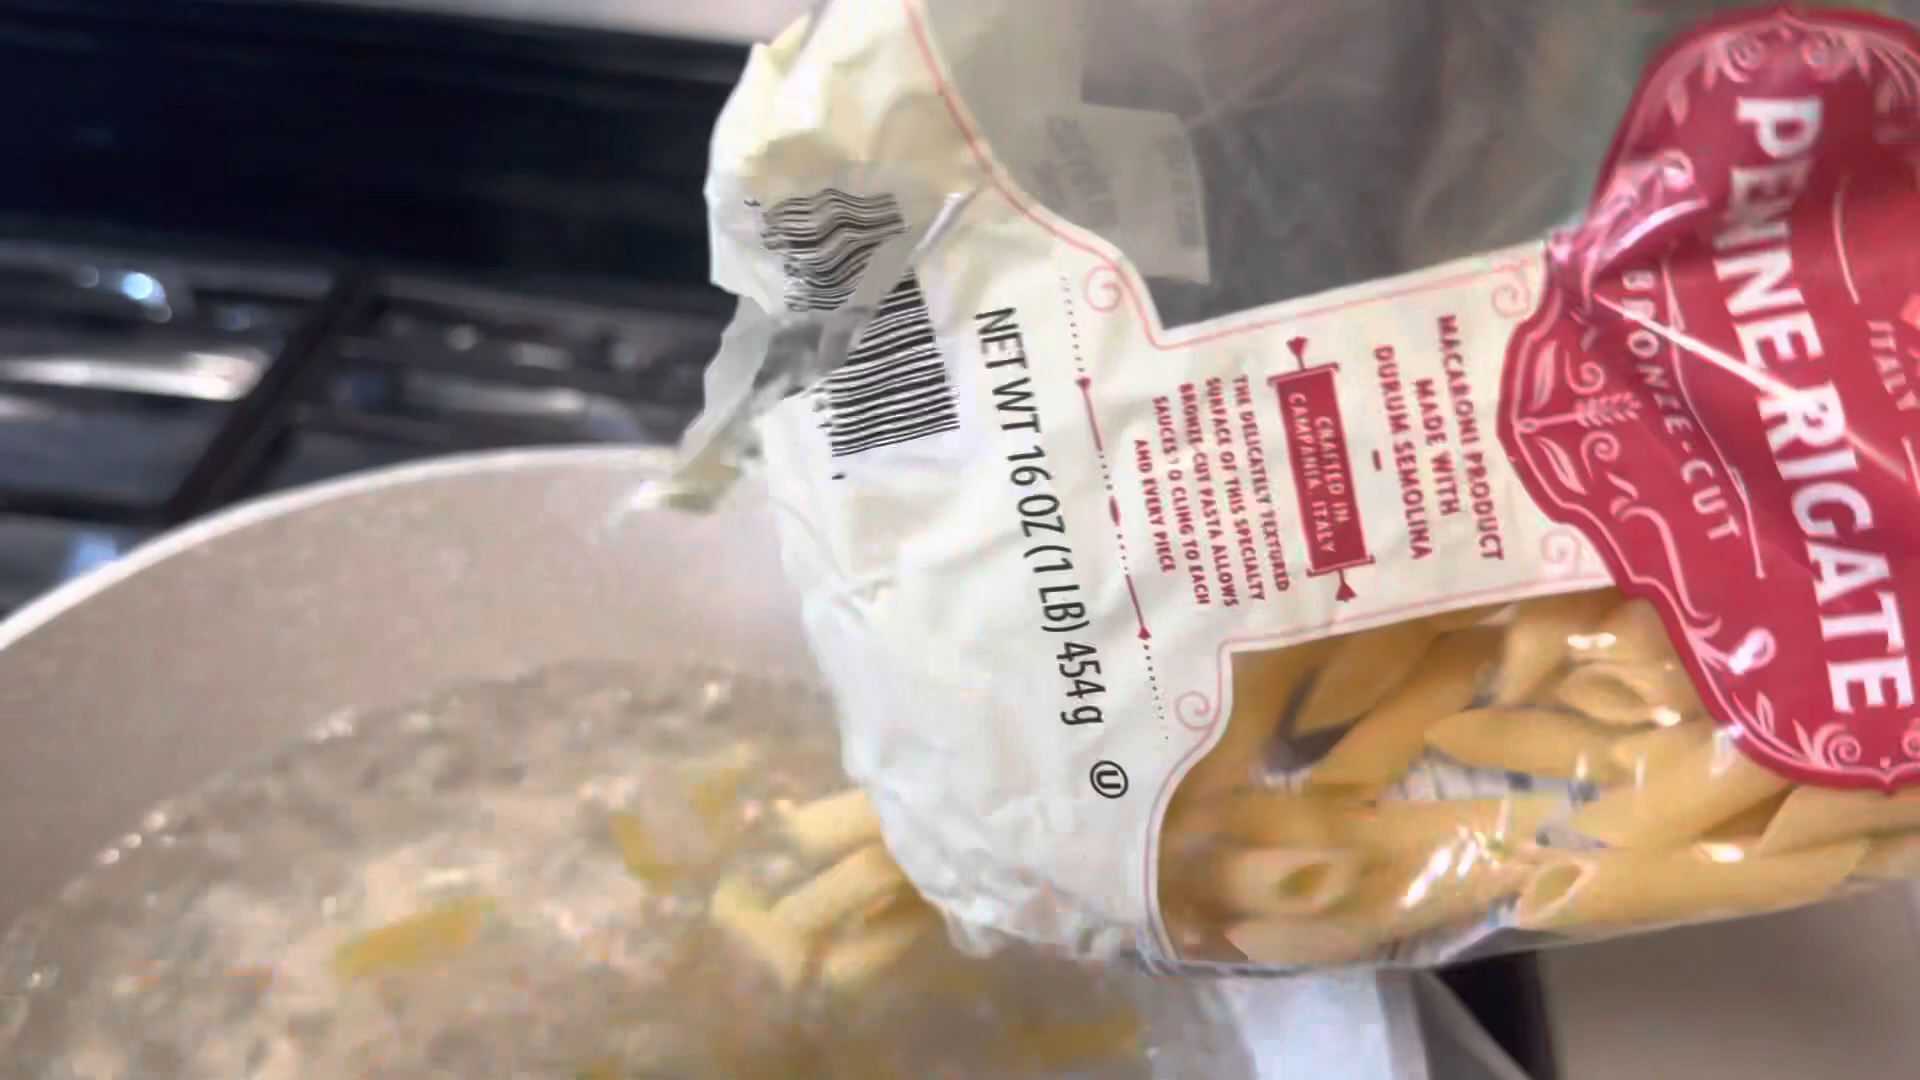 PENNE RIGATE
ITALY
BRONZE-CUT
MACARONI PRODUCT
MADE WITH
DURUM SEMOLINA
CRAFTED IN
CAMPANIA, ITALY
THE DELICATELY TEXTURED
SURFACE OF THIS SPECIALTY
BRONZE-CUT PASTA ALLOWS
SAUCES TO CLING TO EACH
AND EVERY PIECE
NET WT 16 OZ (1 LB) 454 g
U